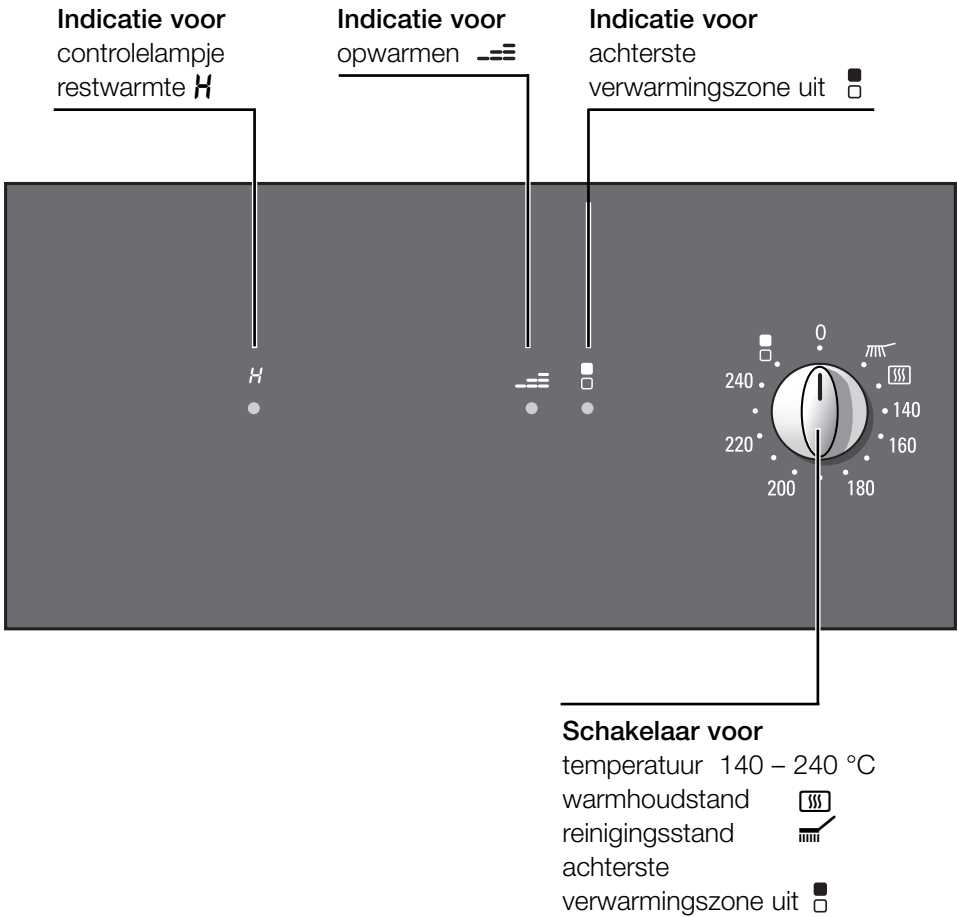 Indicatie voor
controlelampje
restwarmte H
Indicatie voor
opwarmen
Indicatie voor
achterste
verwarmingszone uit
H
0
240
140
220
160
200
180
Schakelaar voor
temperatuur 140 – 240 °C
warmhoudstand
reinigingsstand
achterste
verwarmingszone uit